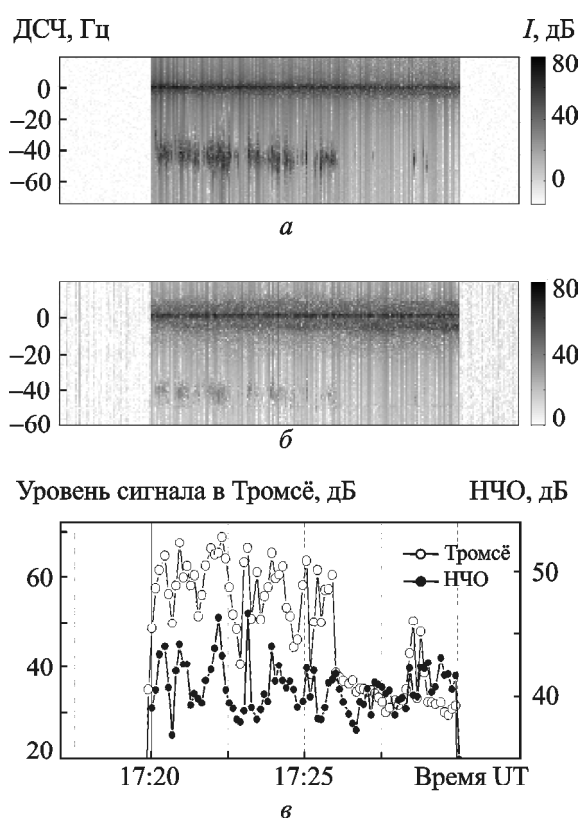 ДСЧ, Гц I, дБ
80
0
−20
40
−40
−60
0
а
80
0
−20
40
−40
−60
0
б
Уровень сигнала в Тромсё, дБ НЧО, дБ
Тромсё
НЧО
60
50
40
40
20
17:20 17:25 Время UT
в